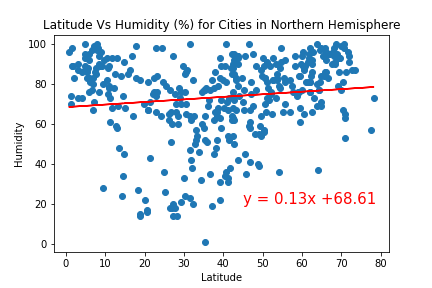 Latitude Vs Humidity (%) for Cities in Northern Hemisphere
100
80
60
40
20
0
Humidity
y = 0.13x +68.61
0 10 20 30 40 50 60 70 80
Latitude